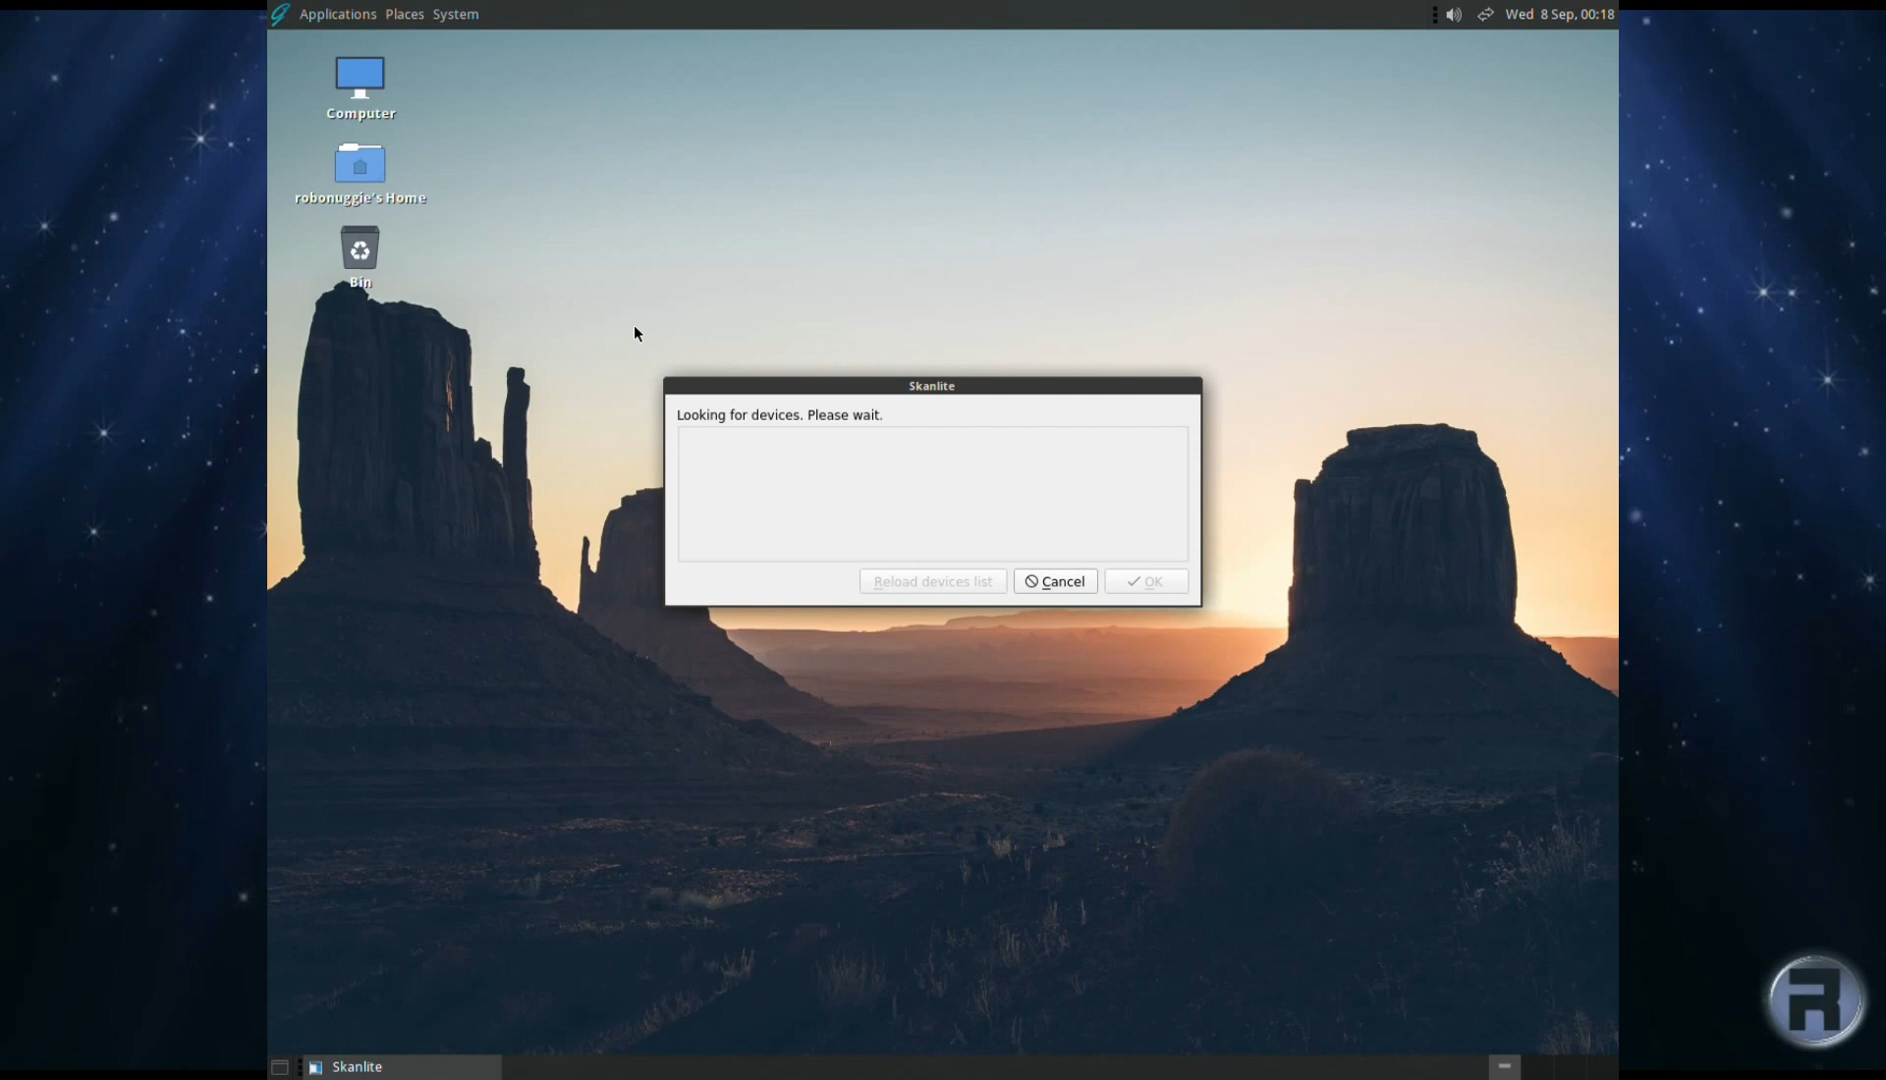 Applications Places System
Wed 8 Sep, 00:18
Computer
robonuggie's Home
Bin
Skanlite
Looking for devices. Please wait.
Reload devices list
Cancel
OK
Skanlite